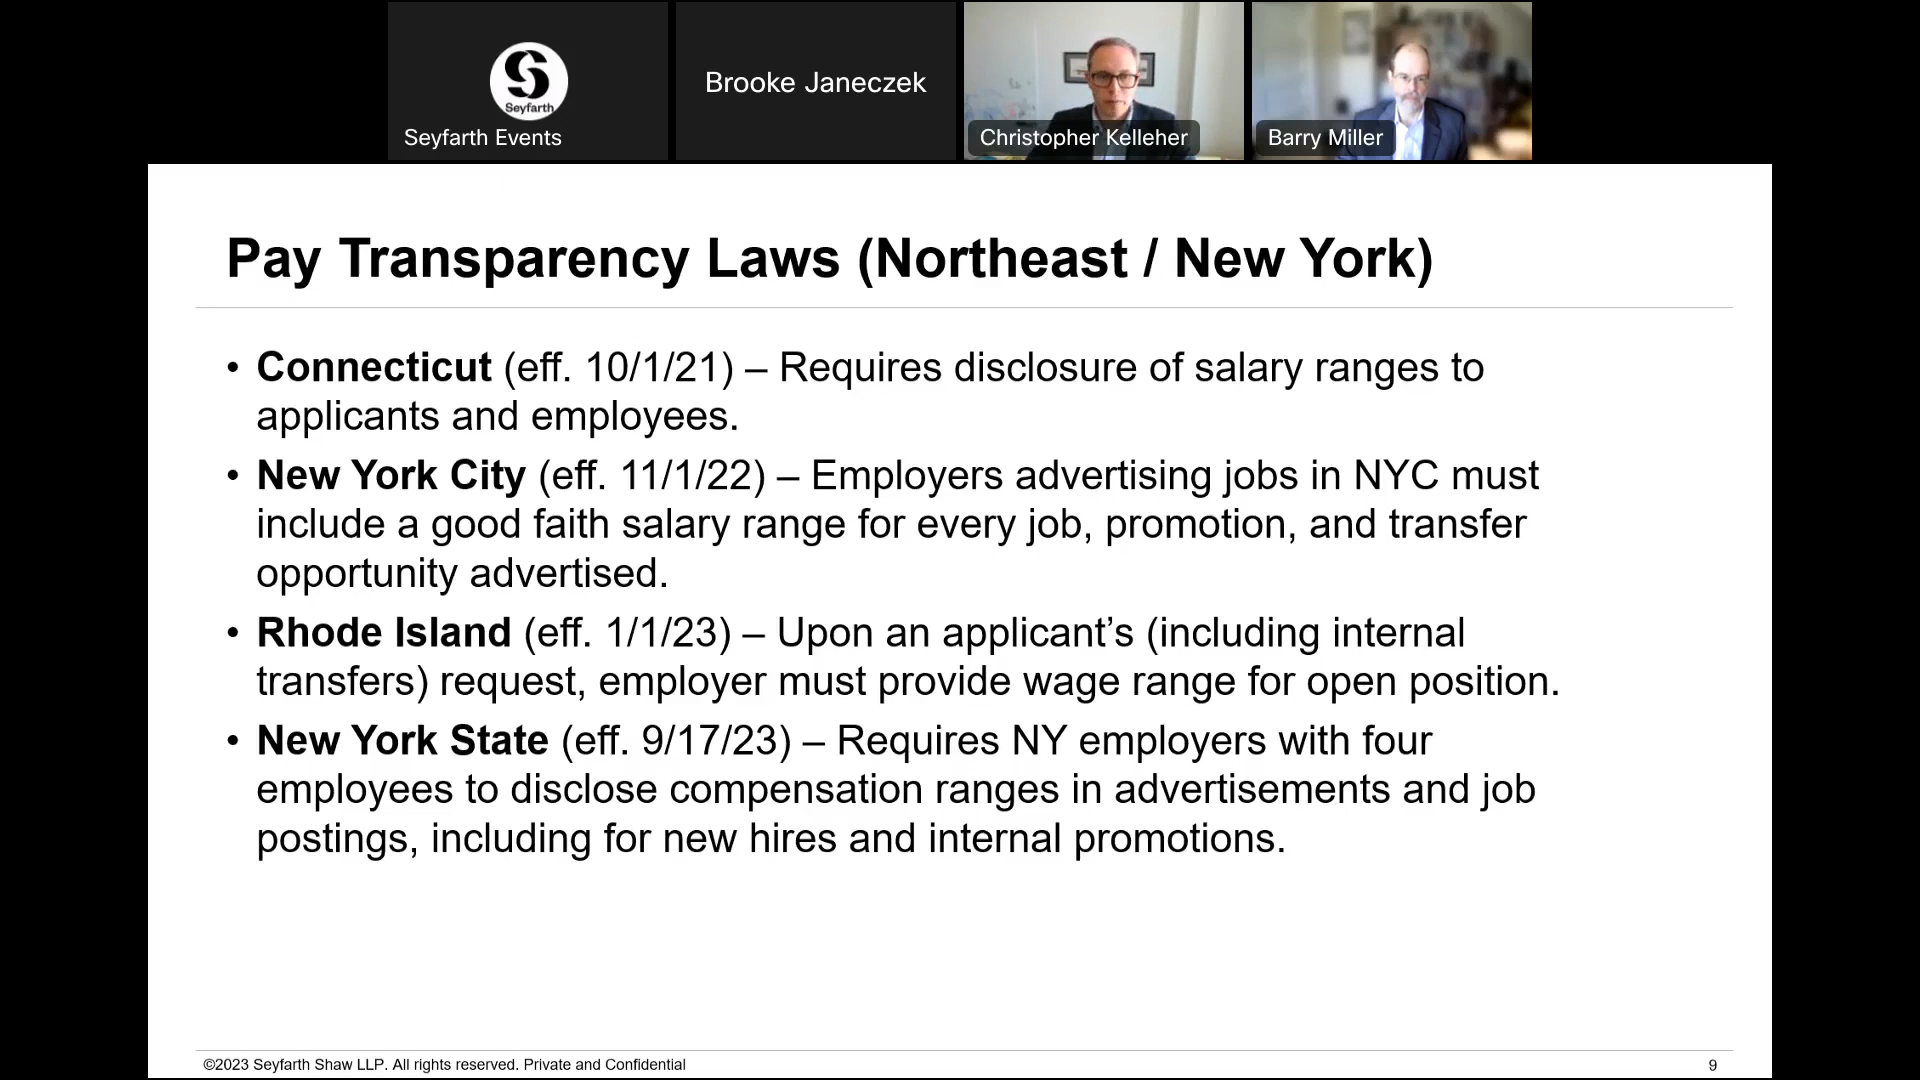 Seyfarth
Seyfarth Events
Brooke Janeczek
Christopher Kelleher
Barry Miller
Pay Transparency Laws (Northeast / New York)
• Connecticut (eff. 10/1/21) – Requires disclosure of salary ranges to
applicants and employees.
• New York City (eff. 11/1/22) – Employers advertising jobs in NYC must
include a good faith salary range for every job, promotion, and transfer
opportunity advertised.
• Rhode Island (eff. 1/1/23) – Upon an applicant’s (including internal
transfers) request, employer must provide wage range for open position.
• New York State (eff. 9/17/23) – Requires NY employers with four
employees to disclose compensation ranges in advertisements and job
postings, including for new hires and internal promotions.
©2023 Seyfarth Shaw LLP. All rights reserved. Private and Confidential
9